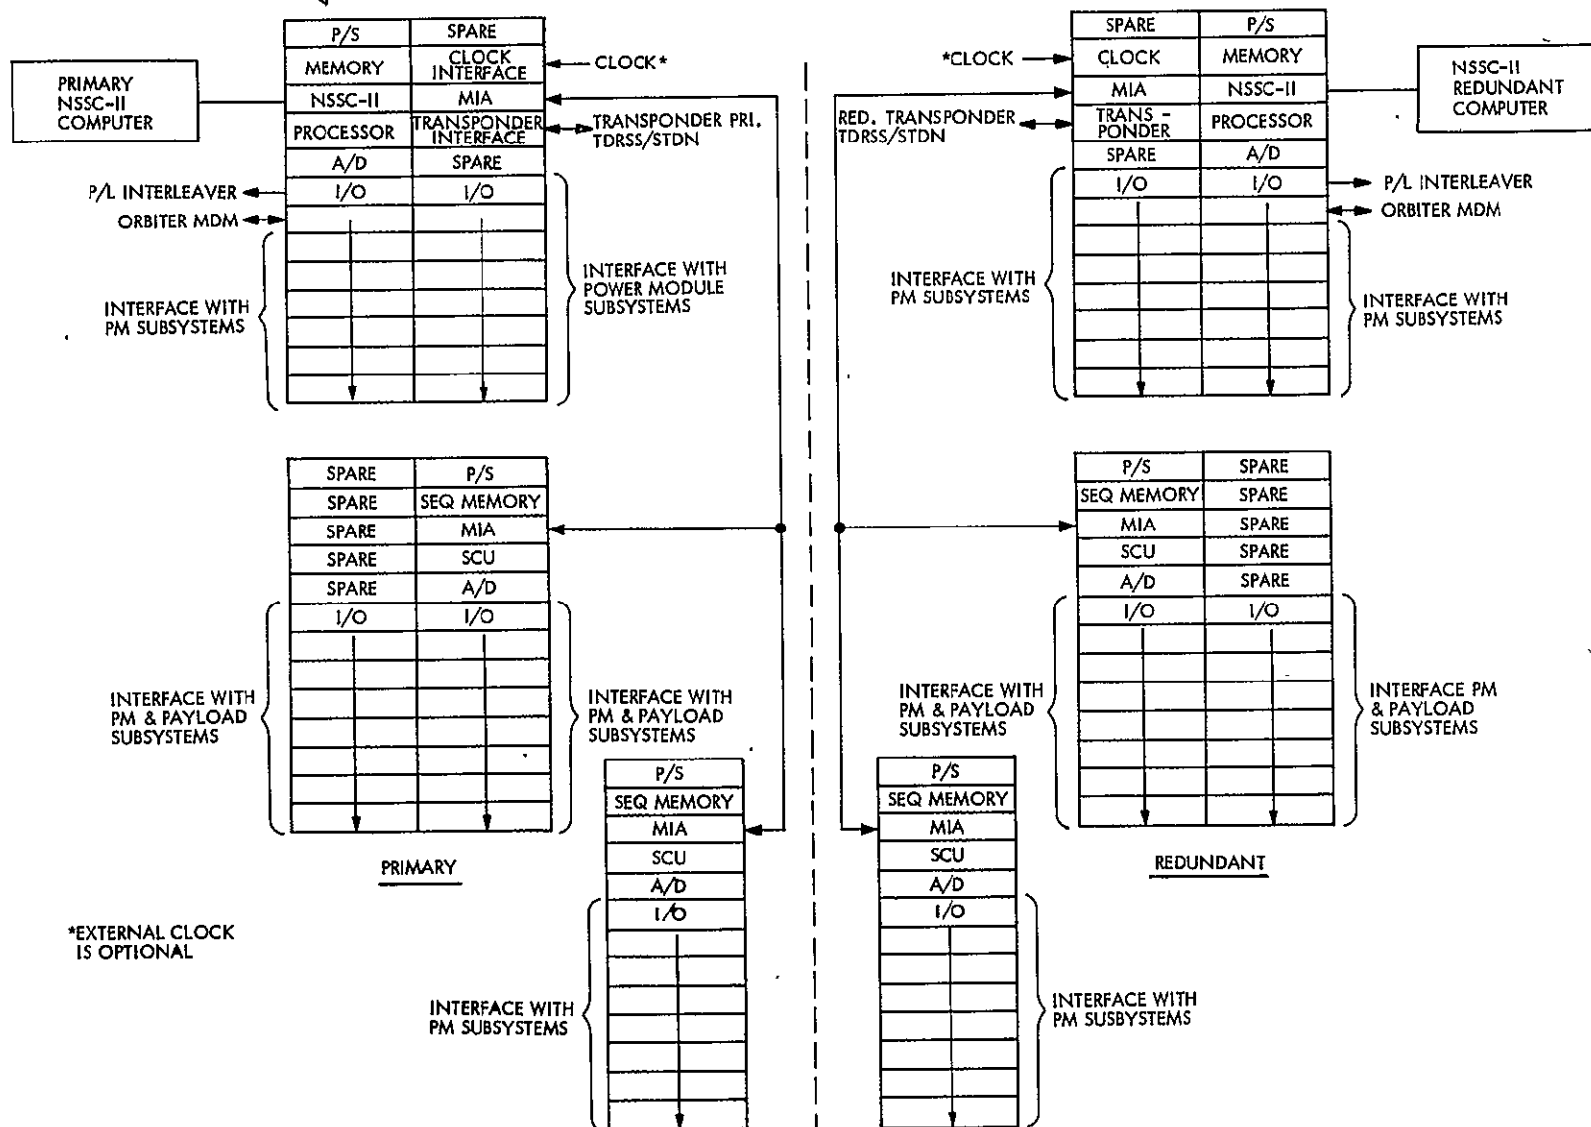 PRIMARY
NSSC-II
COMPUTER
P/S SPARE
MEMORY CLOCK INTERFACE
NSSC-II MIA
PROCESSOR TRANSPONDER INTERFACE
A/D SPARE
I/O I/O
CLOCK*
TRANSPONDER PRI.
TDRSS/STDN
P/L INTERLEAVER
ORBITER MDM
INTERFACE WITH
PM SUBSYSTEMS
INTERFACE WITH
POWER MODULE
SUBSYSTEMS
SPARE P/S
CLOCK MEMORY
MIA NSSC-II
TRANS-
PONDER PROCESSOR
SPARE A/D
I/O I/O
*CLOCK
RED. TRANSPONDER
TDRSS/STDN
NSSC-II
REDUNDANT
COMPUTER
P/L INTERLEAVER
ORBITER MDM
INTERFACE WITH
PM SUBSYSTEMS
INTERFACE WITH
PM SUBSYSTEMS
SPARE P/S
SPARE SEQ MEMORY
SPARE MIA
SPARE SCU
SPARE A/D
I/O I/O
INTERFACE WITH
PM & PAYLOAD
SUBSYSTEMS
INTERFACE WITH
PM & PAYLOAD
SUBSYSTEMS
PRIMARY
P/S SPARE
SEQ MEMORY SPARE
MIA SPARE
SCU SPARE
A/D SPARE
I/O I/O
INTERFACE WITH
PM & PAYLOAD
SUBSYSTEMS
INTERFACE PM
& PAYLOAD
SUBSYSTEMS
REDUNDANT
P/S
SEQ MEMORY
MIA
SCU
A/D
I/O
INTERFACE WITH
PM SUBSYSTEMS
P/S
SEQ MEMORY
MIA
SCU
A/D
I/O
INTERFACE WITH
PM SUSBYSTEMS
*EXTERNAL CLOCK
IS OPTIONAL